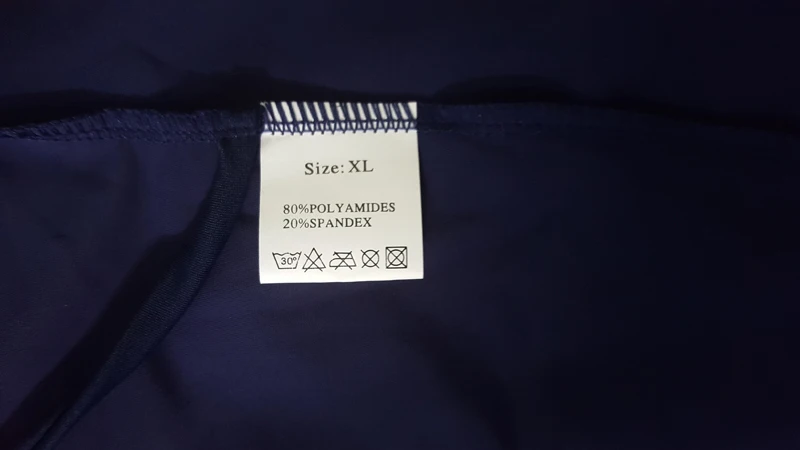 Size: XL
80%POLYAMIDES
20%SPANDEX
30°